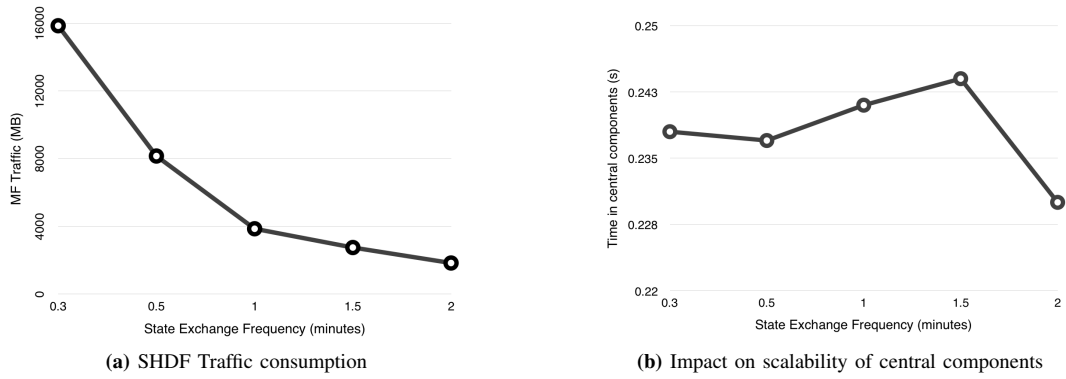 MF Traffic (MB)
16000
12000
8000
4000
0
0.3 0.5 1 1.5 2
State Exchange Frequency (minutes)
(a) SHDF Traffic consumption
Time in central components (s)
0.25
0.243
0.235
0.228
0.22
0.3 0.5 1 1.5 2
State Exchange Frequency (minutes)
(b) Impact on scalability of central components